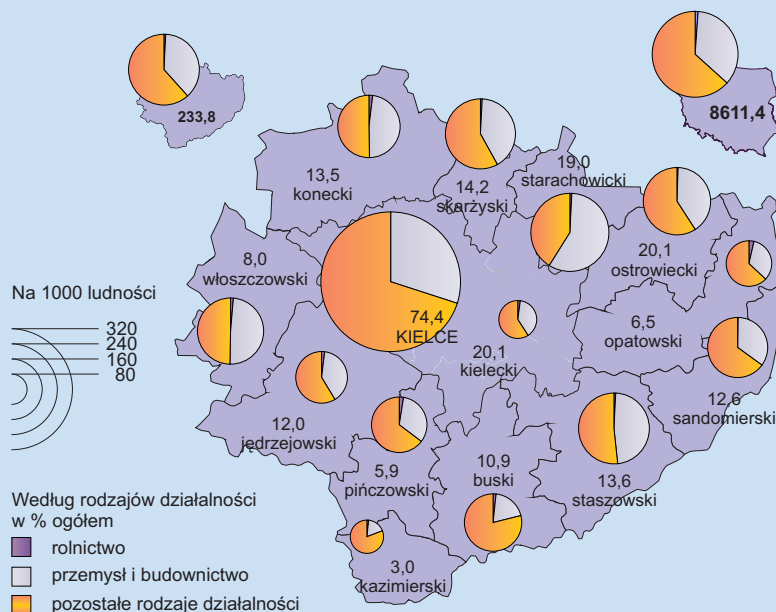 233,8
8611,4
13,5
konecki
14,2
skarżyski
19,0
starachowicki
8,0
włoszczowski
20,1
ostrowiecki
Na 1000 ludności
320
240
160
80
74,4
KIELCE
20,1
kielecki
6,5
opatowski
12,6
sandomierski
12,0
jędrzejowski
5,9
pińczowski
10,9
buski
13,6
staszowski
3,0
kazimierski
Według rodzajów działalności
w % ogółem
rolnictwo
przemysł i budownictwo
pozostałe rodzaje działalności